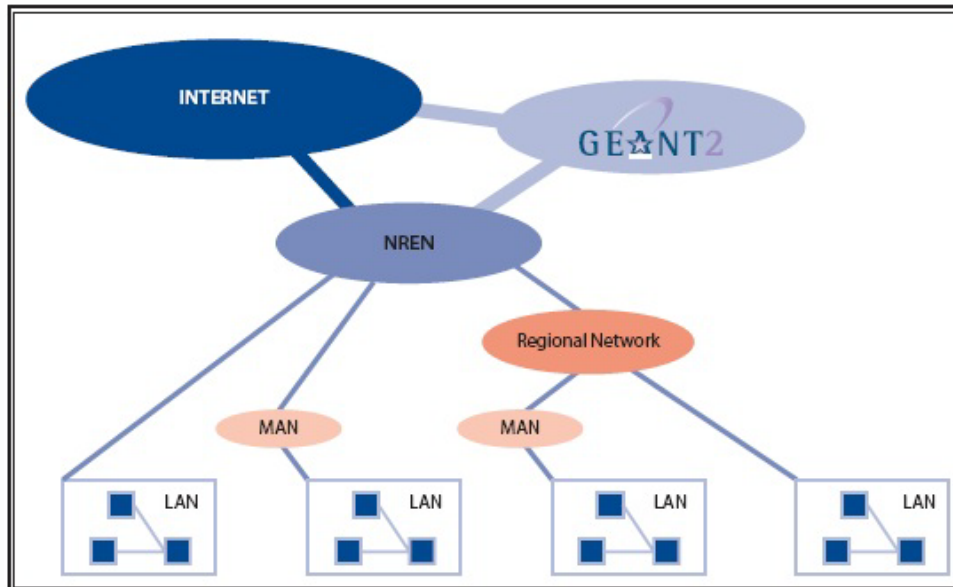 INTERNET
GEANT2
NREN
Regional Network
MAN
MAN
LAN
LAN
LAN
LAN